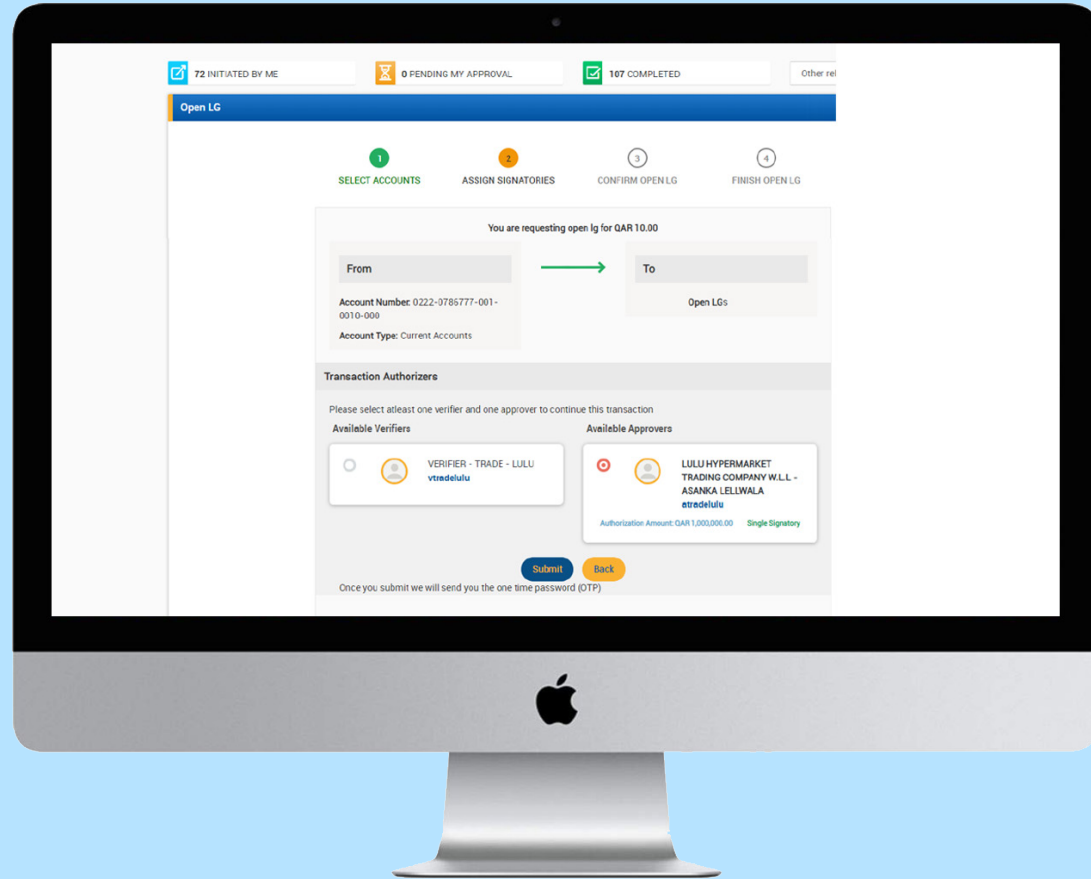 72 INITIATED BY ME
0 PENDING MY APPROVAL
107 COMPLETED
Other rel
Open LG
1
2
3
4
SELECT ACCOUNTS
ASSIGN SIGNATORIES
CONFIRM OPEN LG
FINISH OPEN LG
You are requesting open lg for QAR 10.00
From
To
Account Number: 0222-0786777-001-
0010-000
Account Type: Current Accounts
Open LGs
Transaction Authorizers
Please select atleast one verifier and one approver to continue this transaction
Available Verifiers
Available Approvers
VERIFIER - TRADE - LULU
vtradelulu
LULU HYPERMARKET
TRADING COMPANY W.L.L -
ASANKA LELLWALA
atradelulu
Authorization Amount: QAR 1,000,000.00
Single Signatory
Submit
Back
Once you submit we will send you the one time password (OTP)